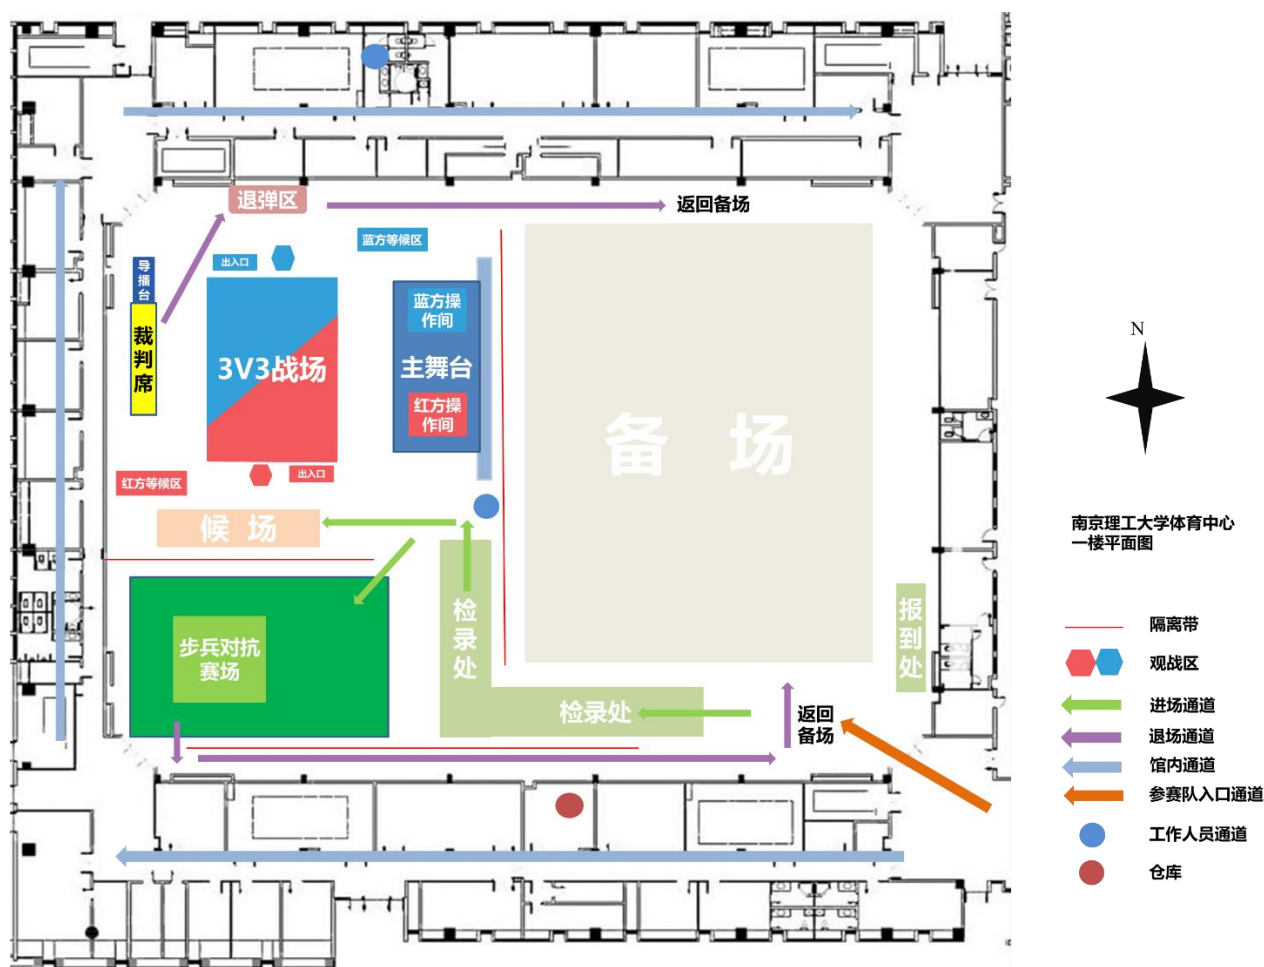 退弹区
返回备场
蓝方等候区
出入口
导播台
裁判席
3V3战场
蓝方操
作间
主舞台
红方操
作间
备 场
出入口
红方等候区
候 场
步兵对抗
赛场
检录处
检录处
返回
备场
报到处
N
南京理工大学体育中心
一楼平面图
隔离带
观战区
进场通道
退场通道
馆内通道
参赛队入口通道
工作人员通道
仓库